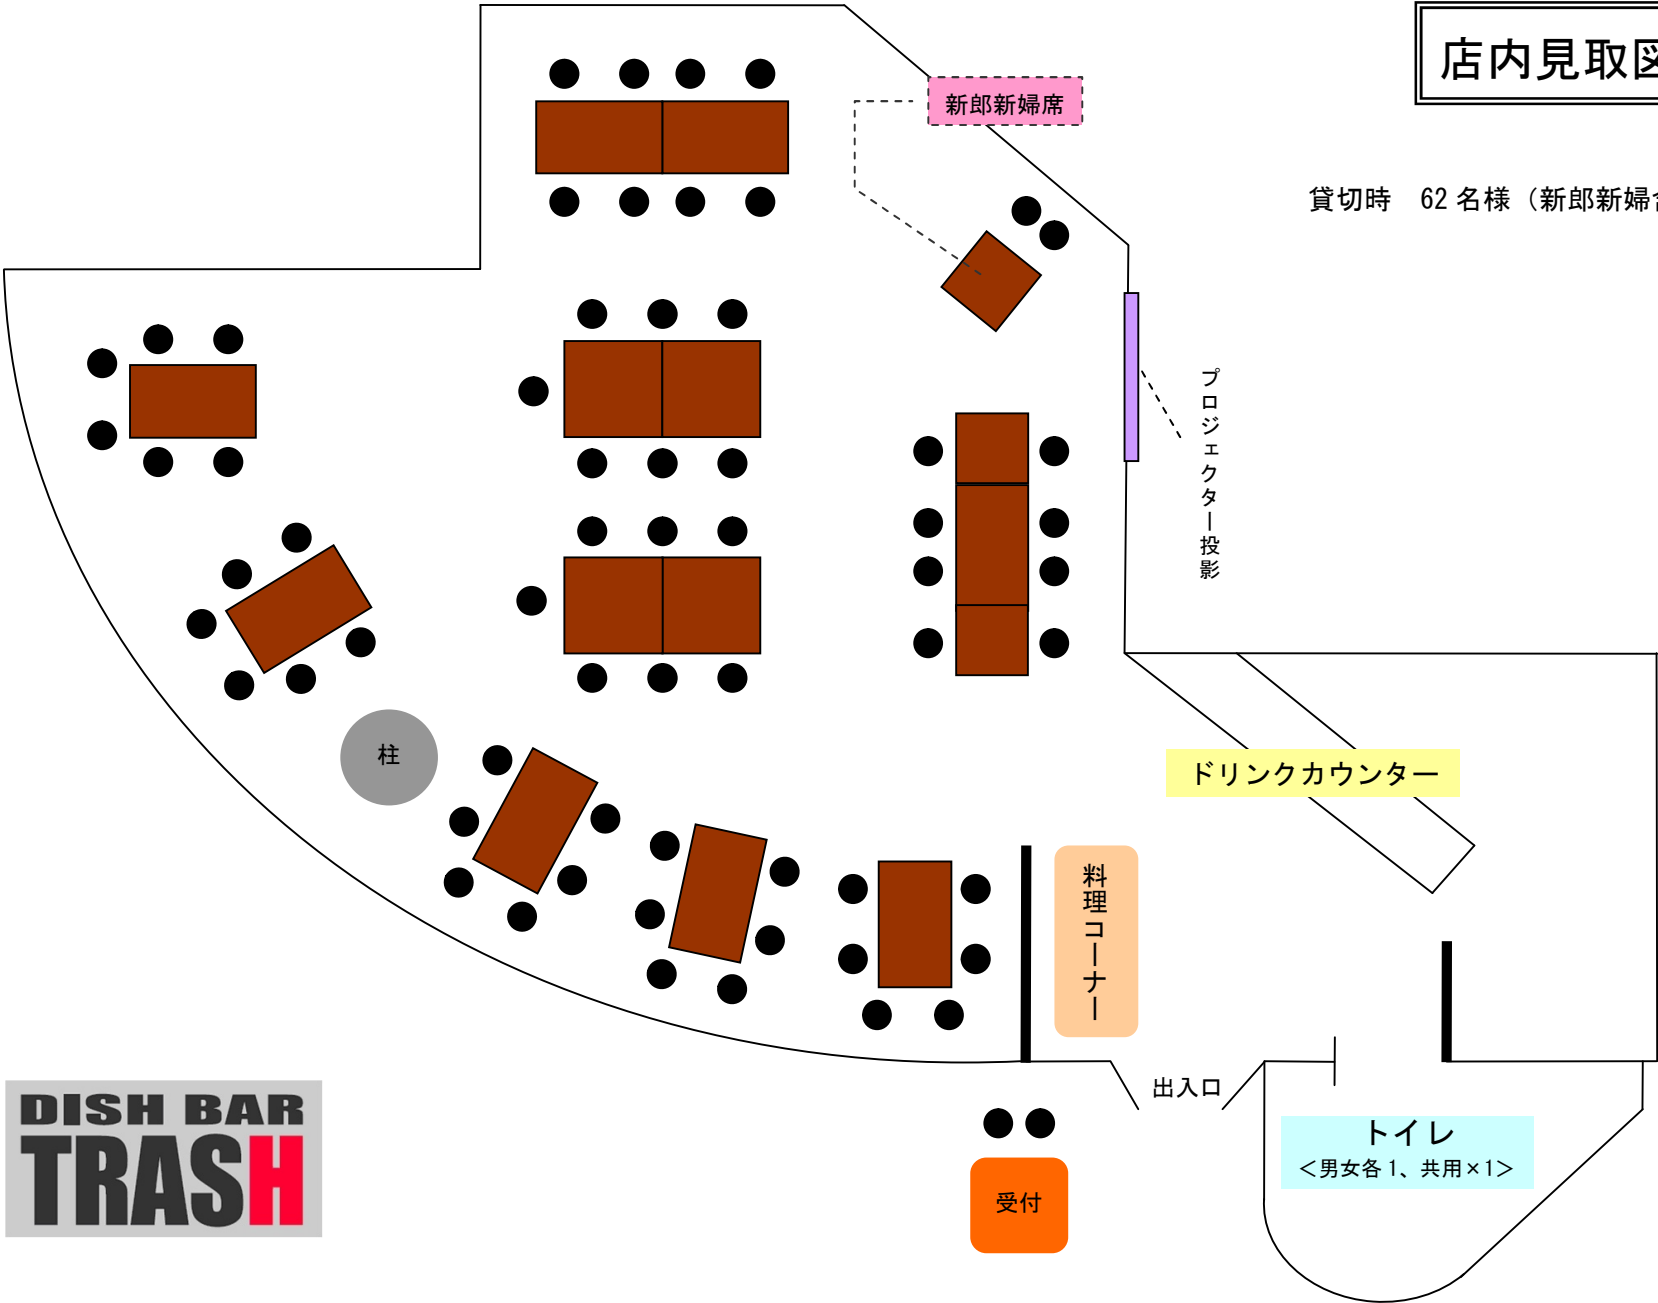 店内見取図
新郎新婦席
貸切時 62名様（新郎新婦
プロジェクター投影
柱
ドリンクカウンター
料理コーナー
出入口
トイレ
＜男女各1、共用×1＞
受付
DISH BAR
TRASH